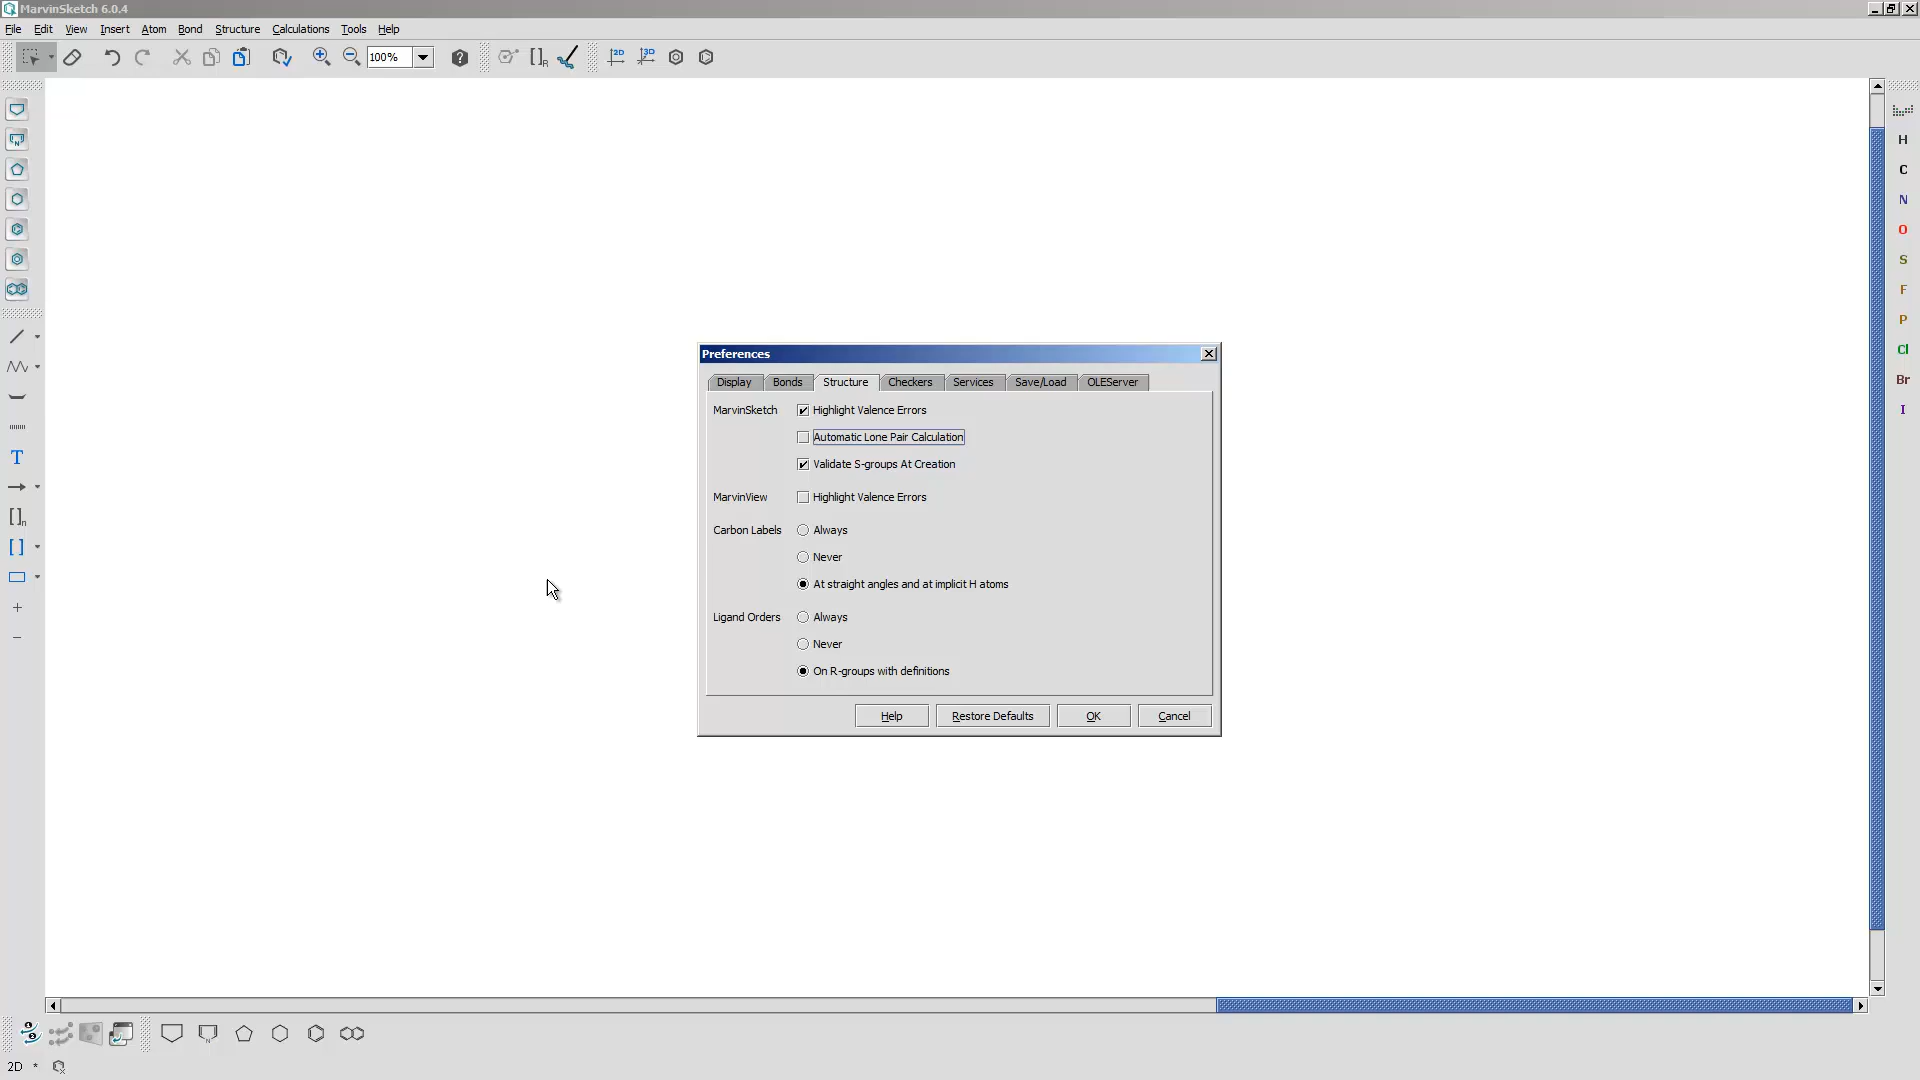 MarvinSketch 6.0.4
File Edit View Insert Atom Bond Structure Calculations Tools Help
100% 2D 3D
H
C
N
O
S
F
P
Cl
Br
I
T
Preferences
Display Bonds Structure Checkers Services Save/Load OLEServer
MarvinSketch Highlight Valence Errors
Automatic Lone Pair Calculation
Validate S-groups At Creation
MarvinView Highlight Valence Errors
Carbon Labels Always
Never
At straight angles and at implicit H atoms
Ligand Orders Always
Never
On R-groups with definitions
Help Restore Defaults OK Cancel
2D *